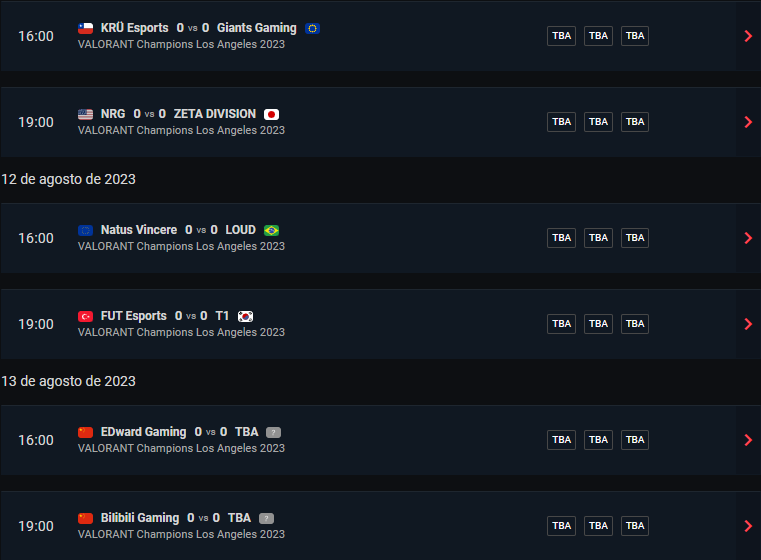 16:00 KRÜ Esports 0 vs 0 Giants Gaming TBA TBA TBA
VALORANT Champions Los Angeles 2023
19:00 NRG 0 vs 0 ZETA DIVISION TBA TBA TBA
VALORANT Champions Los Angeles 2023
12 de agosto de 2023
16:00 Natus Vincere 0 vs 0 LOUD TBA TBA TBA
VALORANT Champions Los Angeles 2023
19:00 FUT Esports 0 vs 0 T1 TBA TBA TBA
VALORANT Champions Los Angeles 2023
13 de agosto de 2023
16:00 EDward Gaming 0 vs 0 TBA ? TBA TBA TBA
VALORANT Champions Los Angeles 2023
19:00 Bilibili Gaming 0 vs 0 TBA ? TBA TBA TBA
VALORANT Champions Los Angeles 2023